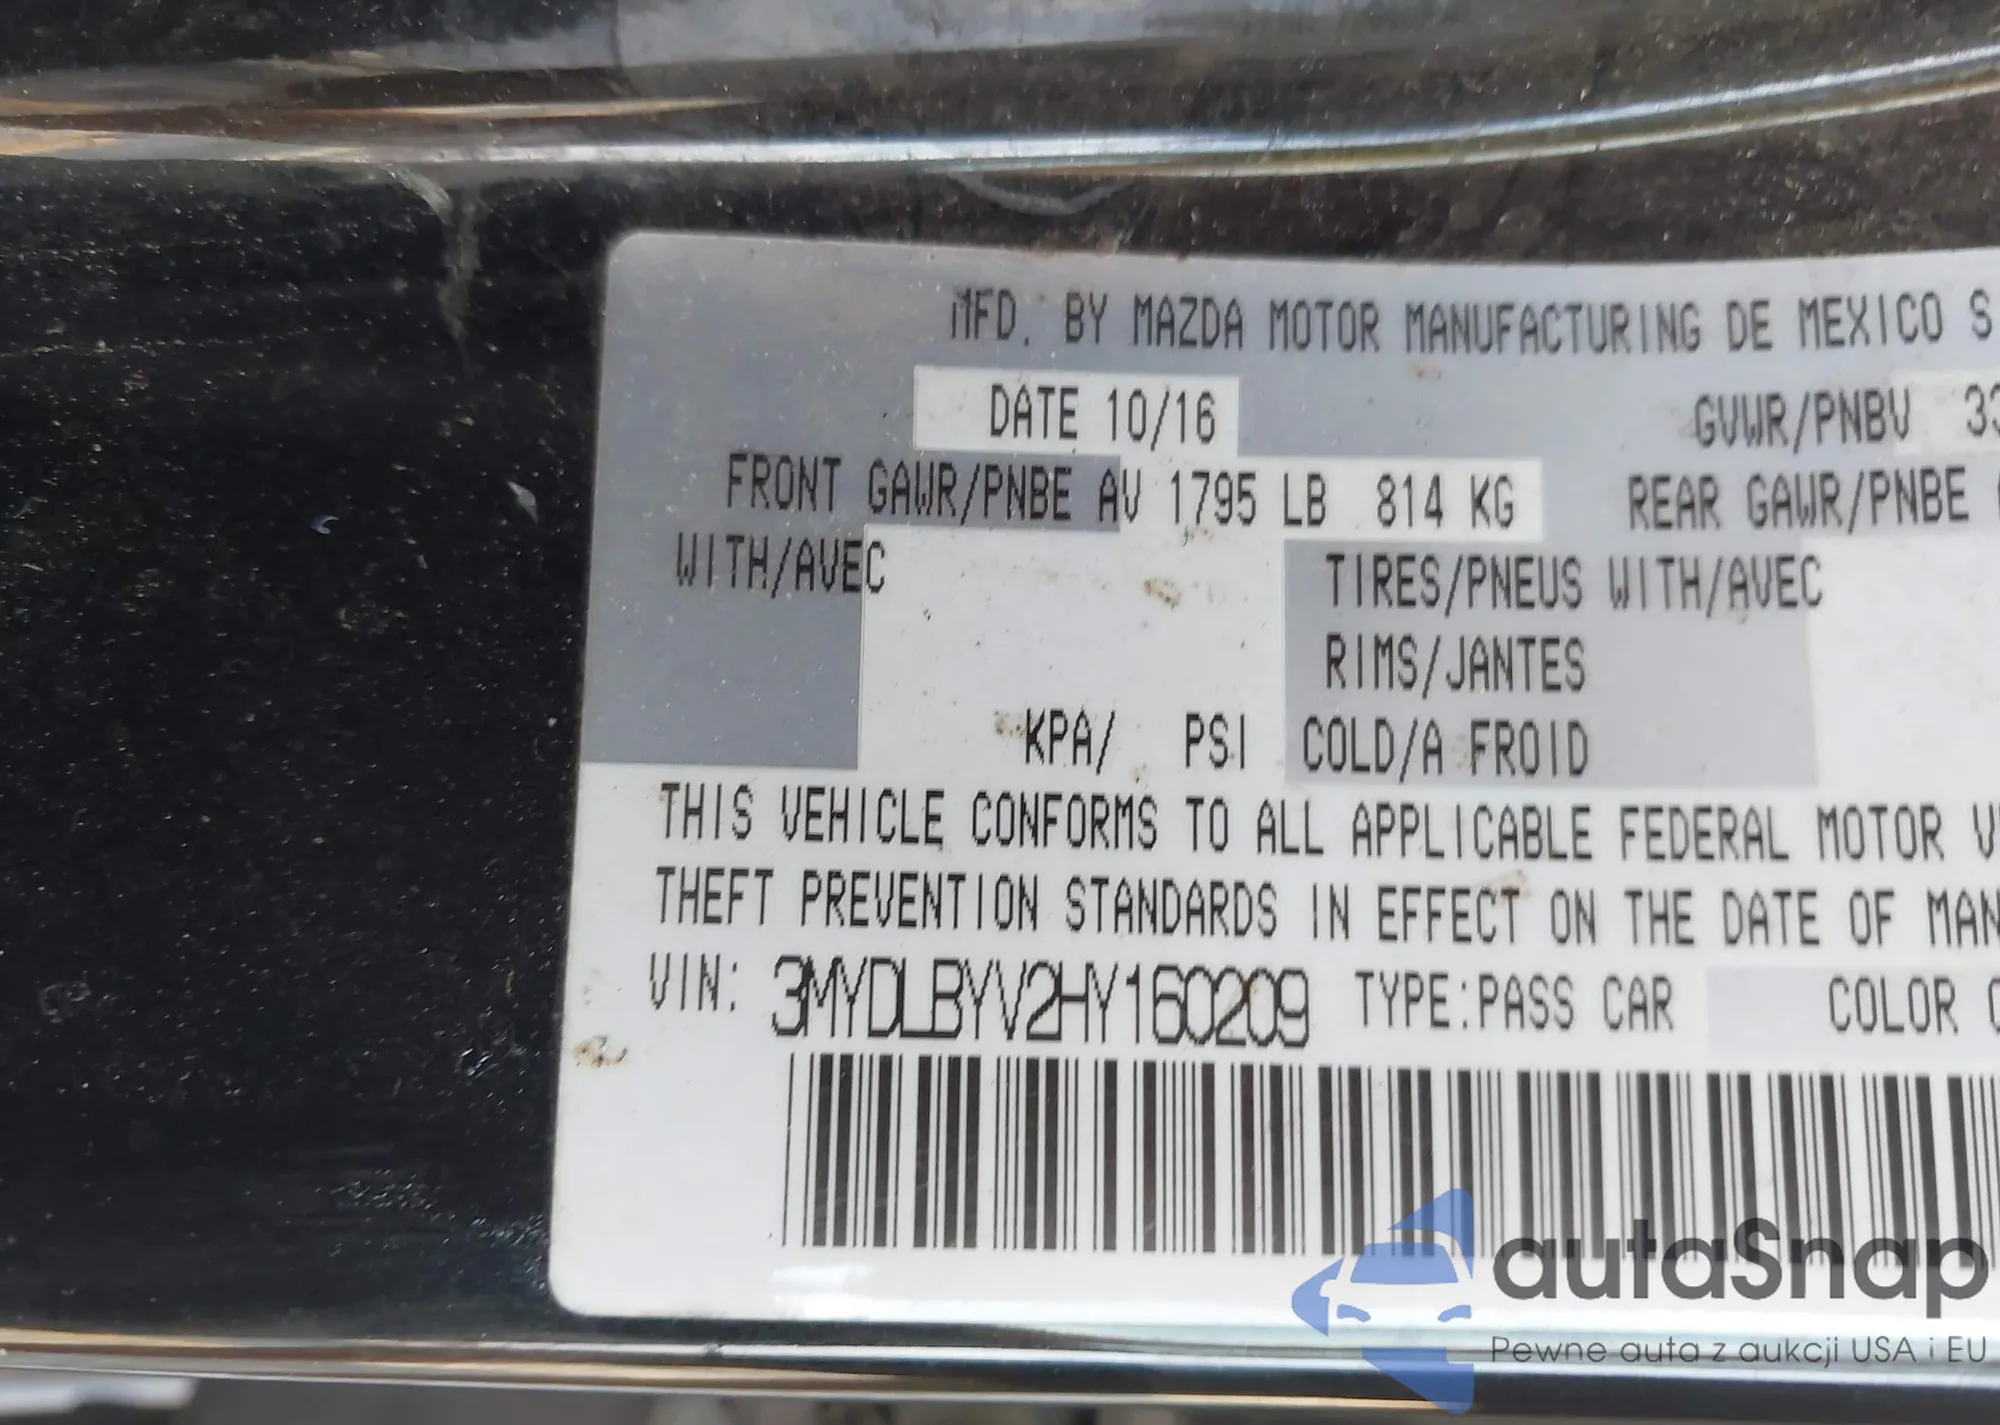 MFD. BY MAZDA MOTOR MANUFACTURING DE MEXICO S
DATE 10/16 GVWR/PNBV 33
FRONT GAWR/PNBE AV 1795 LB 814 KG REAR GAWR/PNBE
WITH/AVEC TIRES/PNEUS WITH/AVEC
RIMS/JANTES
KPA/ PSI COLD/A FROID
THIS VEHICLE CONFORMS TO ALL APPLICABLE FEDERAL MOTOR V
THEFT PREVENTION STANDARDS IN EFFECT ON THE DATE OF MAN
VIN: 3MYDLBYV2HY160209 TYPE:PASS CAR COLOR C
autaSnap
Pewne auta z aukcji USA i EU